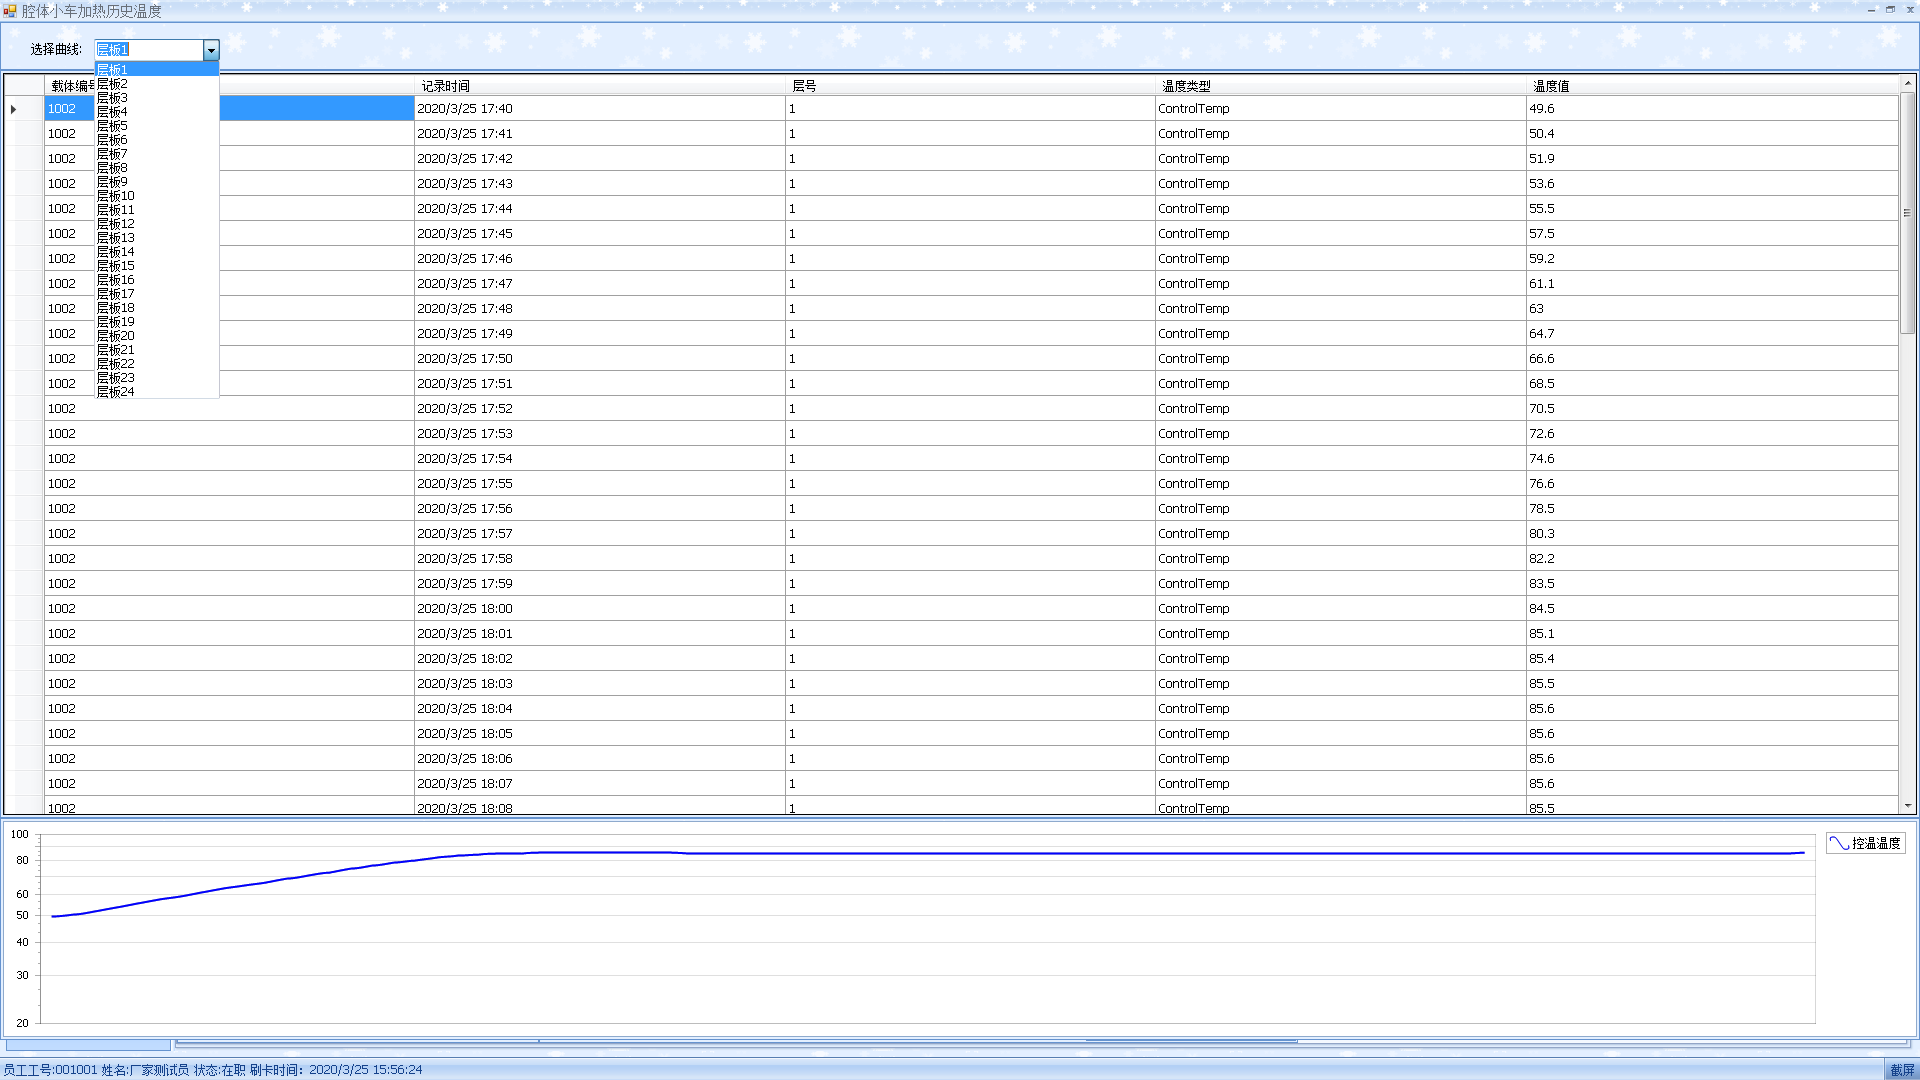 腔体小车加热历史温度
选择曲线: 层板1
层板1
层板2
层板3
层板4
层板5
层板6
层板7
层板8
层板9
层板10
层板11
层板12
层板13
层板14
层板15
层板16
层板17
层板18
层板19
层板20
层板21
层板22
层板23
层板24
载体编号 记录时间 层号 温度类型 温度值
1002 2020/3/25 17:40 1 ControlTemp 49.6
1002 2020/3/25 17:41 1 ControlTemp 50.4
1002 2020/3/25 17:42 1 ControlTemp 51.9
1002 2020/3/25 17:43 1 ControlTemp 53.6
1002 2020/3/25 17:44 1 ControlTemp 55.5
1002 2020/3/25 17:45 1 ControlTemp 57.5
1002 2020/3/25 17:46 1 ControlTemp 59.2
1002 2020/3/25 17:47 1 ControlTemp 61.1
1002 2020/3/25 17:48 1 ControlTemp 63
1002 2020/3/25 17:49 1 ControlTemp 64.7
1002 2020/3/25 17:50 1 ControlTemp 66.6
1002 2020/3/25 17:51 1 ControlTemp 68.5
1002 2020/3/25 17:52 1 ControlTemp 70.5
1002 2020/3/25 17:53 1 ControlTemp 72.6
1002 2020/3/25 17:54 1 ControlTemp 74.6
1002 2020/3/25 17:55 1 ControlTemp 76.6
1002 2020/3/25 17:56 1 ControlTemp 78.5
1002 2020/3/25 17:57 1 ControlTemp 80.3
1002 2020/3/25 17:58 1 ControlTemp 82.2
1002 2020/3/25 17:59 1 ControlTemp 83.5
1002 2020/3/25 18:00 1 ControlTemp 84.5
1002 2020/3/25 18:01 1 ControlTemp 85.1
1002 2020/3/25 18:02 1 ControlTemp 85.4
1002 2020/3/25 18:03 1 ControlTemp 85.5
1002 2020/3/25 18:04 1 ControlTemp 85.6
1002 2020/3/25 18:05 1 ControlTemp 85.6
1002 2020/3/25 18:06 1 ControlTemp 85.6
1002 2020/3/25 18:07 1 ControlTemp 85.6
1002 2020/3/25 18:08 1 ControlTemp 85.5
100
80
60
50
40
30
20
控温温度
员工工号:001001 姓名:厂家测试员 状态:在职 刷卡时间: 2020/3/25 15:56:24
截屏